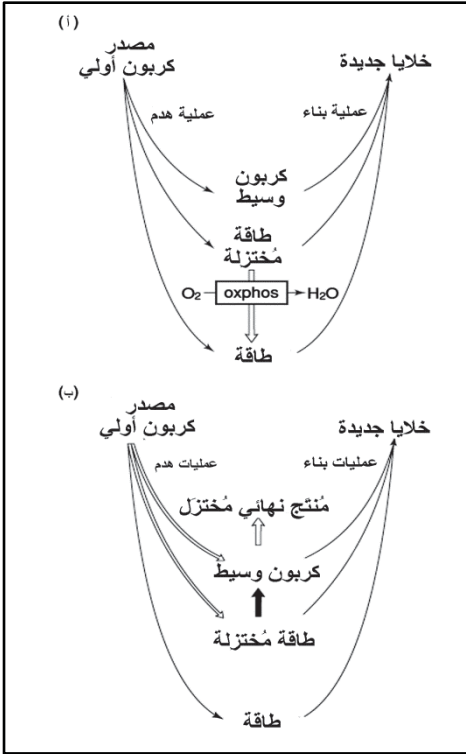 (أ)
مصدر
كربون أولي
خلايا جديدة
عملية هدم
عملية بناء
كربون
وسيط
طاقة
مُختزلة
O₂
oxphos
H₂O
طاقة
(ب)
مصدر
كربون أولي
خلايا جديدة
عمليات هدم
عمليات بناء
مُنتَج نهائي مُختزَل
كربون وسيط
طاقة مُختزلة
طاقة